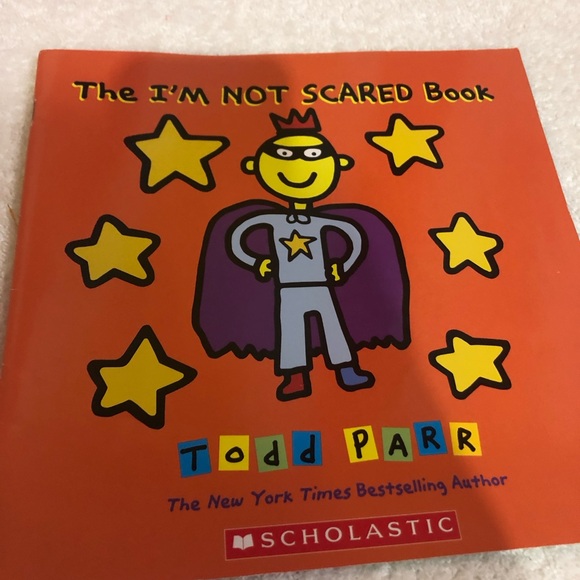 The I'M NOT SCARED Book
Todd PARR
The New York Times Bestselling Author
SCHOLASTIC